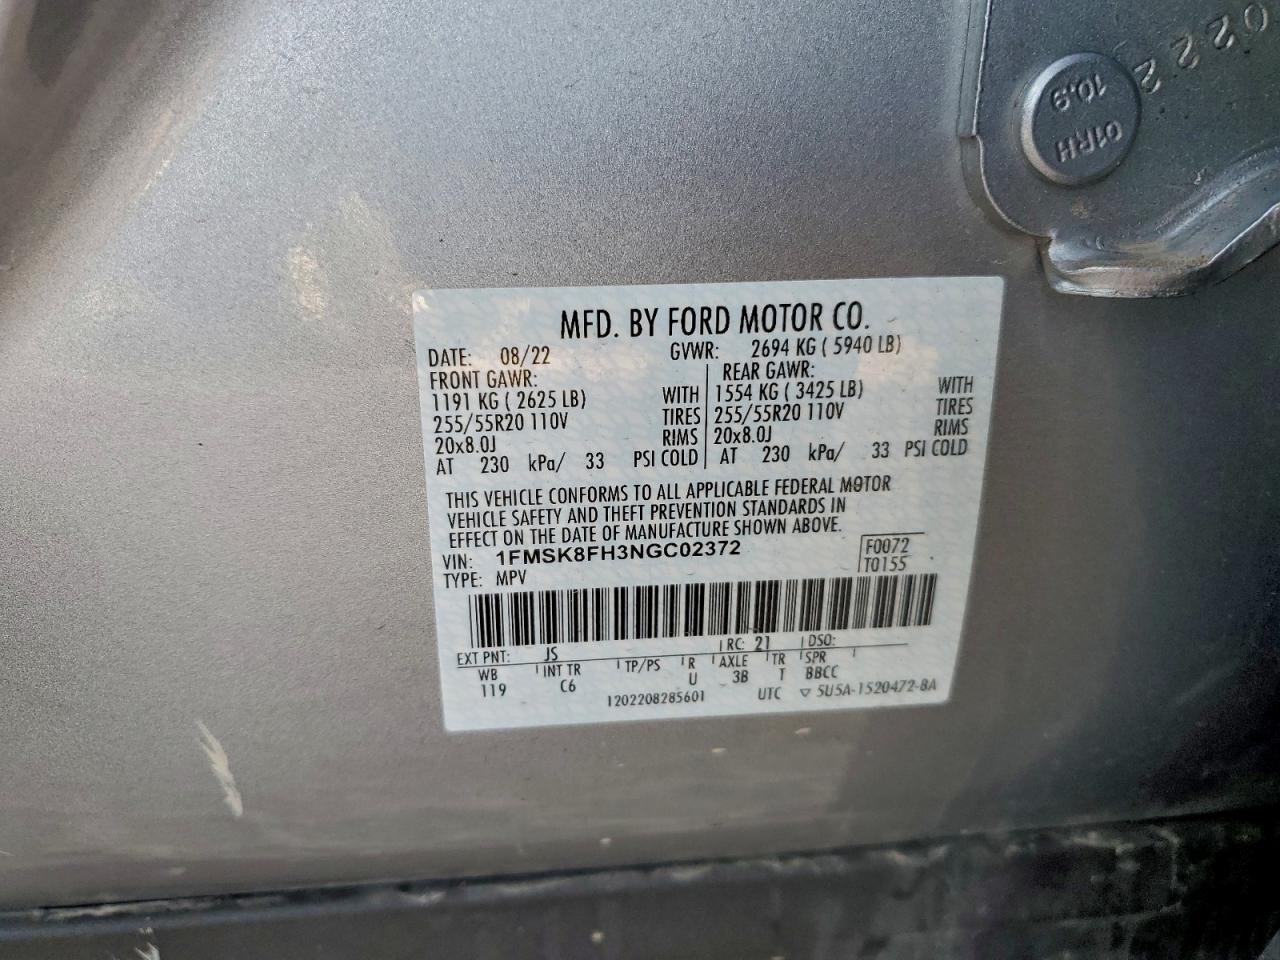 0222
10.9
01RH
MFD. BY FORD MOTOR CO.
DATE: 08/22 GVWR: 2694 KG ( 5940 LB)
FRONT GAWR: REAR GAWR:
1191 KG ( 2625 LB) WITH 1554 KG ( 3425 LB) WITH
255/55R20 110V TIRES 255/55R20 110V TIRES
20x8.0J RIMS 20x8.0J RIMS
AT 230 kPa/ 33 PSI COLD AT 230 kPa/ 33 PSI COLD
THIS VEHICLE CONFORMS TO ALL APPLICABLE FEDERAL MOTOR
VEHICLE SAFETY AND THEFT PREVENTION STANDARDS IN
EFFECT ON THE DATE OF MANUFACTURE SHOWN ABOVE.
VIN: 1FMSK8FH3NGC02372 F0072
TYPE: MPV T0155
EXT PNT: JS RC: 21 DSO:
WB INT TR TP/PS R AXLE TR SPR
119 C6 U 3B T BBCC
1202208285601 UTC ▽ 5U5A-1520472-BA